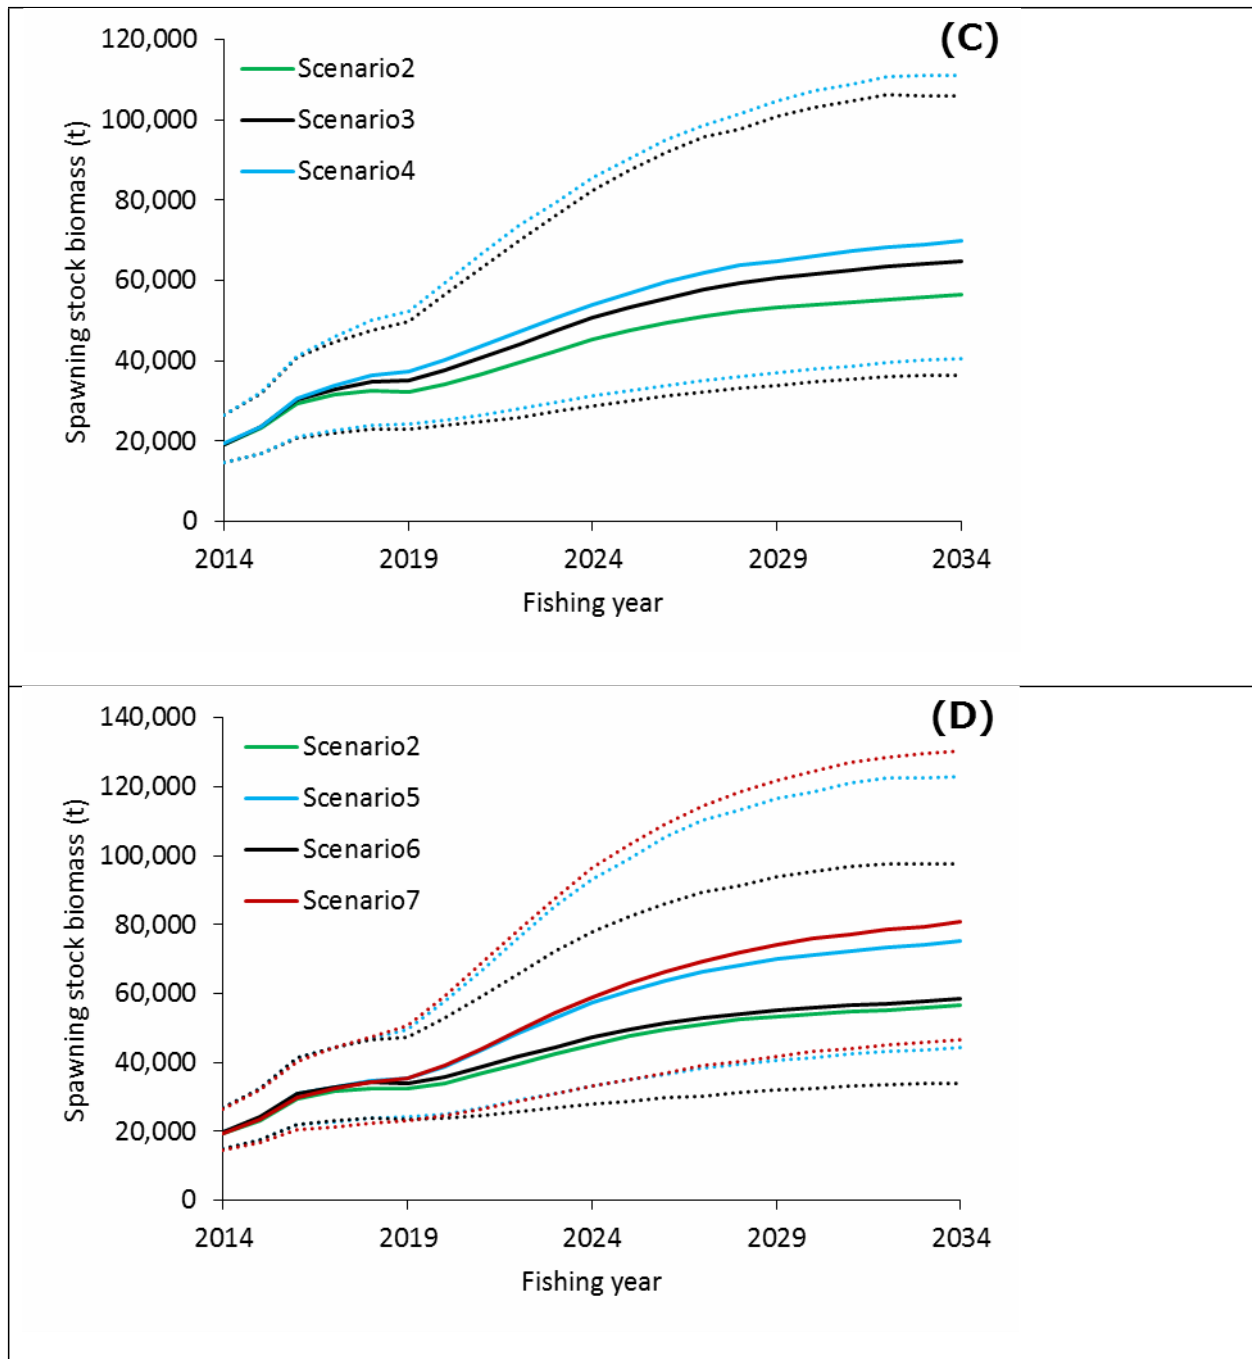 (C)
120,000
100,000
80,000
60,000
40,000
20,000
0
Spawning stock biomass (t)
Scenario2
Scenario3
Scenario4
2014 2019 2024 2029 2034
Fishing year
(D)
140,000
120,000
100,000
80,000
60,000
40,000
20,000
0
Spawning stock biomass (t)
Scenario2
Scenario5
Scenario6
Scenario7
2014 2019 2024 2029 2034
Fishing year